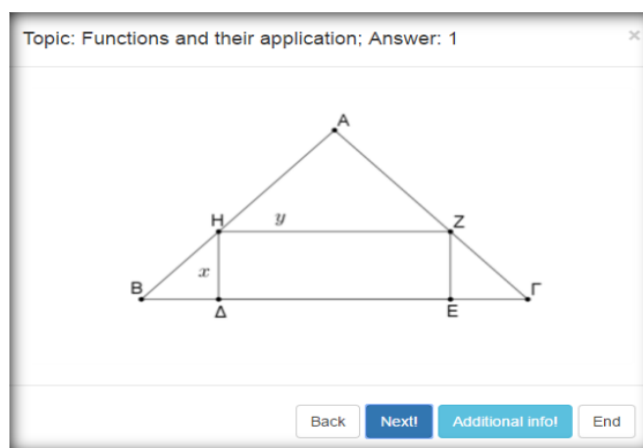 Topic: Functions and their application; Answer: 1 ×
A
H y Z
x
B Γ
Δ E
Back Next! Additional info! End